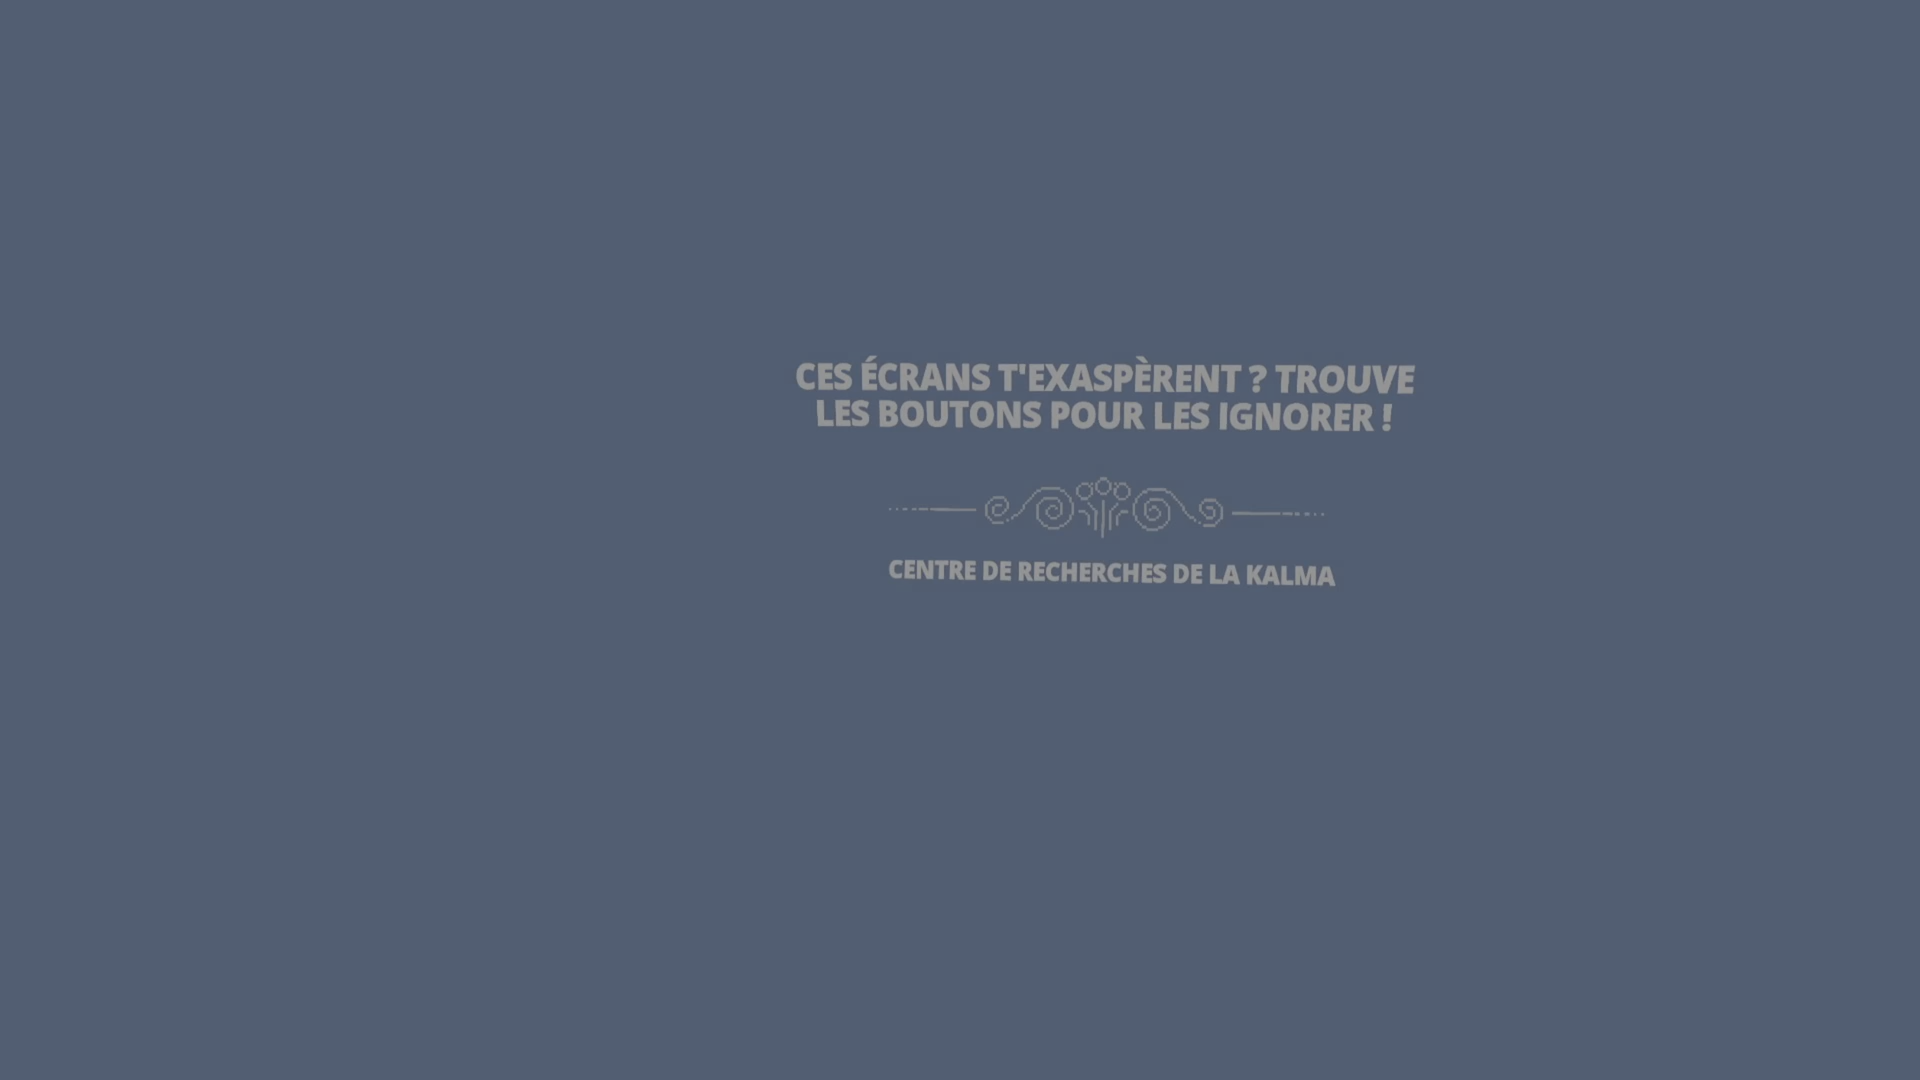 CES ÉCRANS T'EXASPÈRENT ? TROUVE
LES BOUTONS POUR LES IGNORER !
CENTRE DE RECHERCHES DE LA KALMA